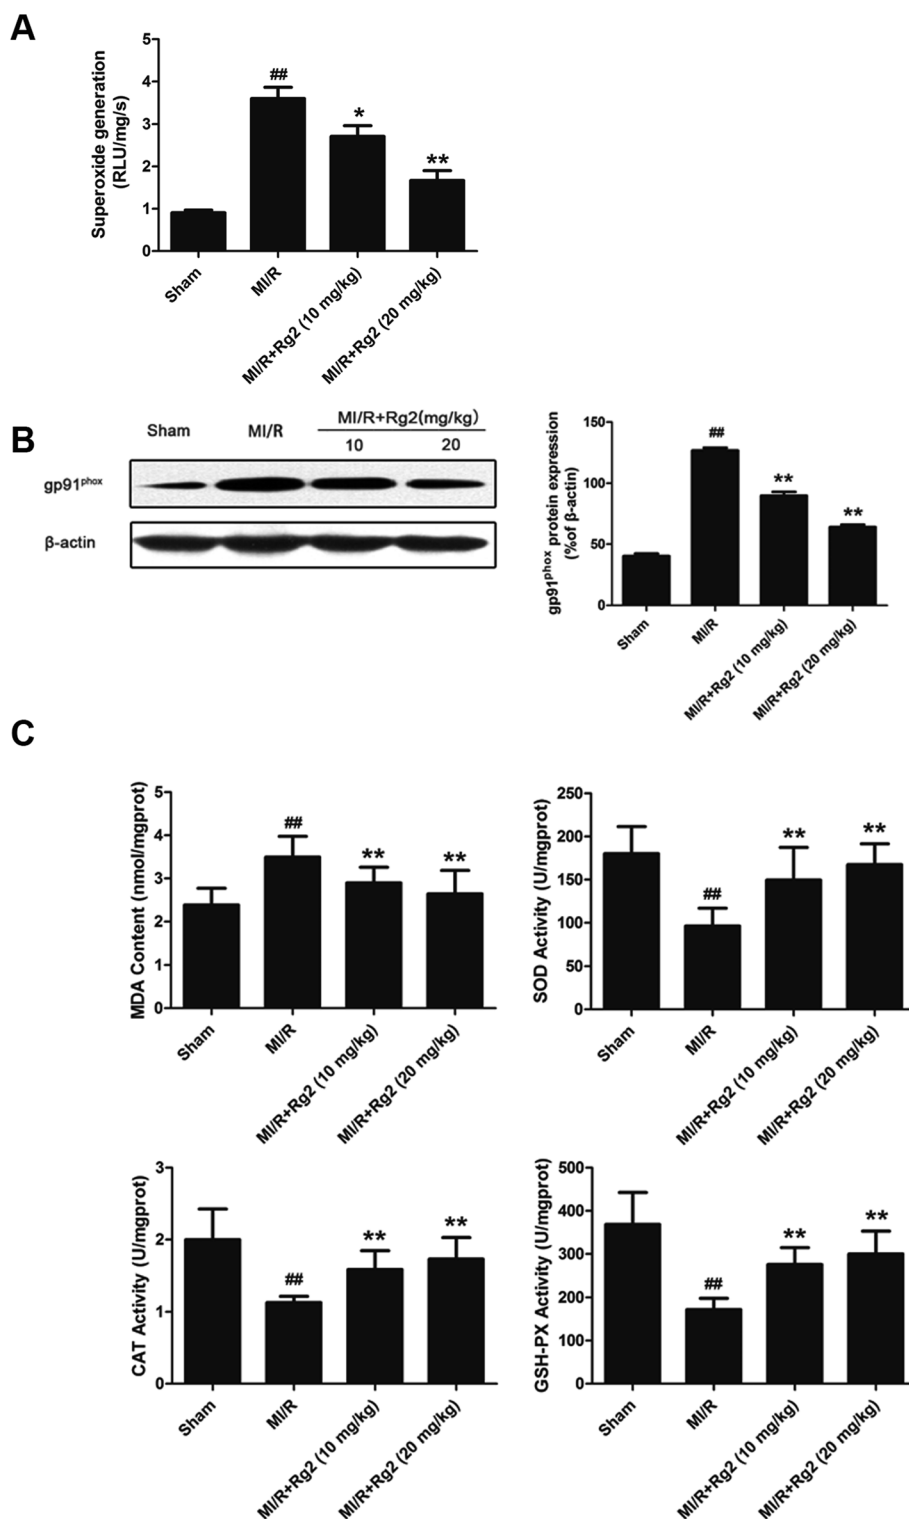 A
Superoxide generation
(RLU/mg/s)
5
4
3
2
1
0
##
*
**
Sham
MI/R
MI/R+Rg2 (10 mg/kg)
MI/R+Rg2 (20 mg/kg)
B
Sham
MI/R
MI/R+Rg2(mg/kg)
10
20
gp91phox
β-actin
gp91phox protein expression
(%of β-actin)
150
100
50
0
##
**
**
Sham
MI/R
MI/R+Rg2 (10 mg/kg)
MI/R+Rg2 (20 mg/kg)
C
MDA Content (nmol/mgprot)
5
4
3
2
1
0
##
**
**
Sham
MI/R
MI/R+Rg2 (10 mg/kg)
MI/R+Rg2 (20 mg/kg)
SOD Activity (U/mgprot)
250
200
150
100
50
0
##
**
**
Sham
MI/R
MI/R+Rg2 (10 mg/kg)
MI/R+Rg2 (20 mg/kg)
CAT Activity (U/mgprot)
3
2
1
0
##
**
**
Sham
MI/R
MI/R+Rg2 (10 mg/kg)
MI/R+Rg2 (20 mg/kg)
GSH-PX Activity (U/mgprot)
500
400
300
200
100
0
##
**
**
Sham
MI/R
MI/R+Rg2 (10 mg/kg)
MI/R+Rg2 (20 mg/kg)